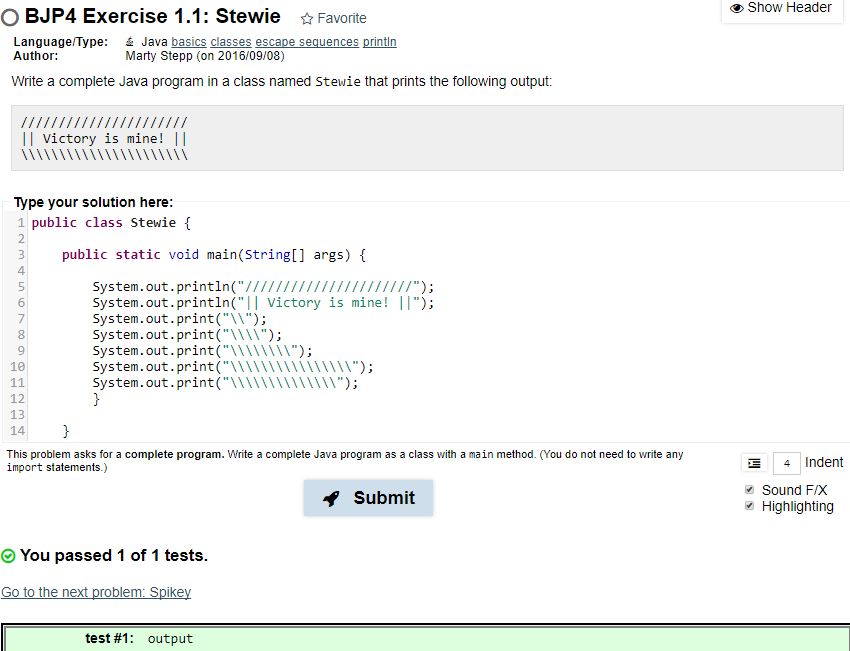 BJP4 Exercise 1.1: Stewie Favorite
Show Header
Language/Type: Java basics classes escape sequences println
Author: Marty Stepp (on 2016/09/08)
Write a complete Java program in a class named Stewie that prints the following output:
//////////////////////
|| Victory is mine! ||
\\\\\\\\\\\\\\\\\\\\\\
Type your solution here:
1 public class Stewie {
2
3 public static void main(String[] args) {
4
5 System.out.println("//////////////////////");
6 System.out.println("|| Victory is mine! ||");
7 System.out.print("\\");
8 System.out.print("\\\\");
9 System.out.print("\\\\\\\\");
10 System.out.print("\\\\\\\\\\\\\\\\");
11 System.out.print("\\\\\\\\\\\\\\");
12 }
13
14 }
This problem asks for a complete program. Write a complete Java program as a class with a main method. (You do not need to write any
import statements.)
4 Indent
Sound F/X
Highlighting
Submit
You passed 1 of 1 tests.
Go to the next problem: Spikey
test #1: output